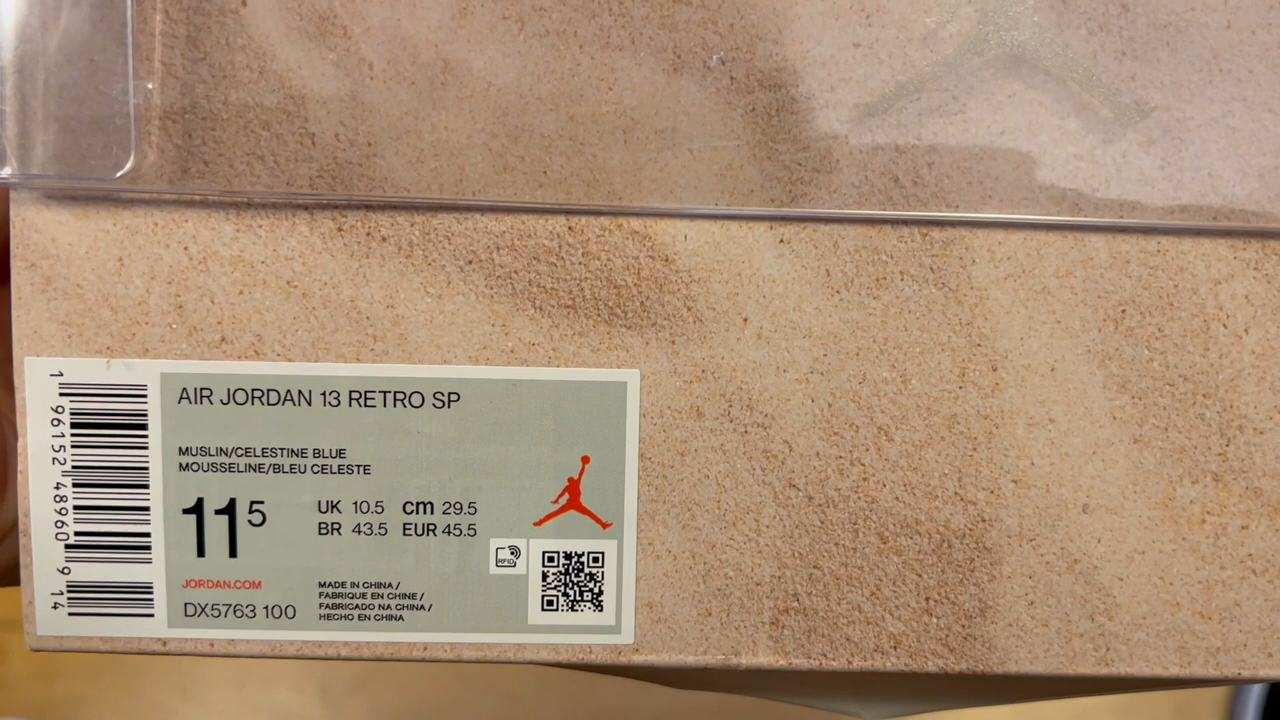 AIR JORDAN 13 RETRO SP
MUSLIN/CELESTINE BLUE
MOUSSELINE/BLEU CELESTE
11 5
UK 10.5 cm 29.5
BR 43.5 EUR 45.5
RFID
JORDAN.COM
DX5763 100
MADE IN CHINA /
FABRIQUE EN CHINE /
FABRICADO NA CHINA /
HECHO EN CHINA
1 96152 48960 9 14